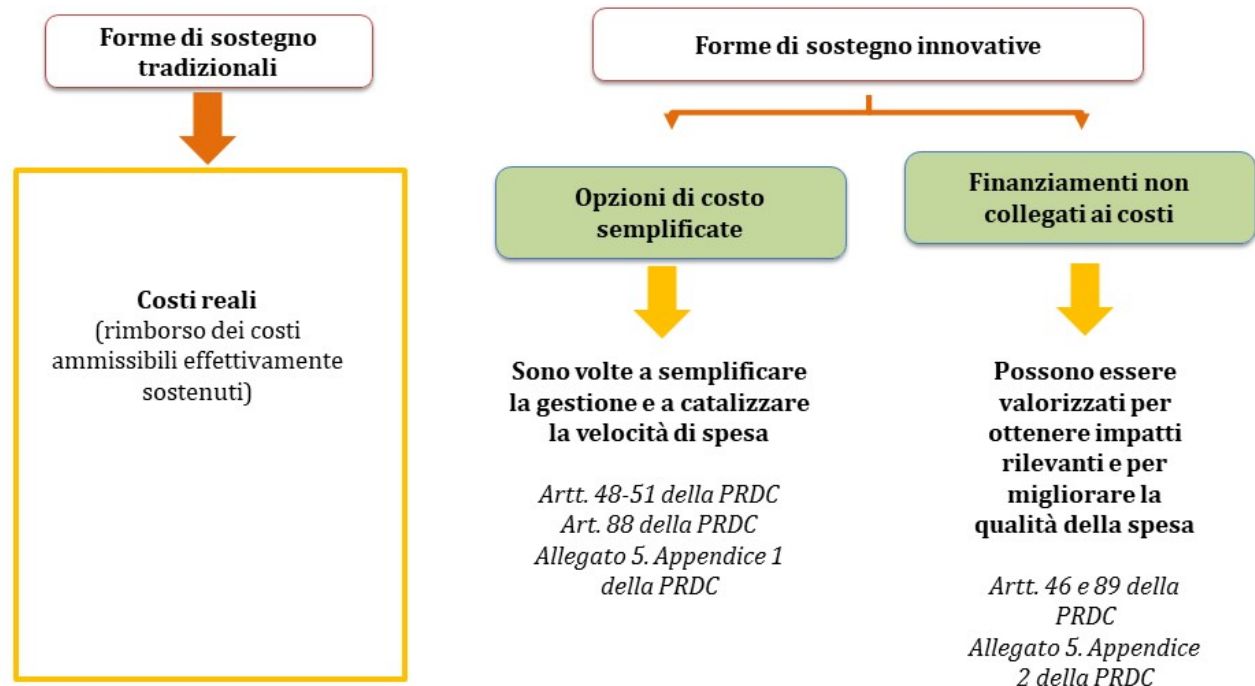 Forme di sostegno
tradizionali
Costi reali
(rimborso dei costi
ammissibili effettivamente
sostenuti)
Forme di sostegno innovative
Opzioni di costo
semplificate
Sono volte a semplificare
la gestione e a catalizzare
la velocità di spesa
Artt. 48-51 della PRDC
Art. 88 della PRDC
Allegato 5. Appendice 1
della PRDC
Finanziamenti non
collegati ai costi
Possono essere
valorizzati per
ottenere impatti
rilevanti e per
migliorare la
qualità della spesa
Artt. 46 e 89 della
PRDC
Allegato 5. Appendice
2 della PRDC